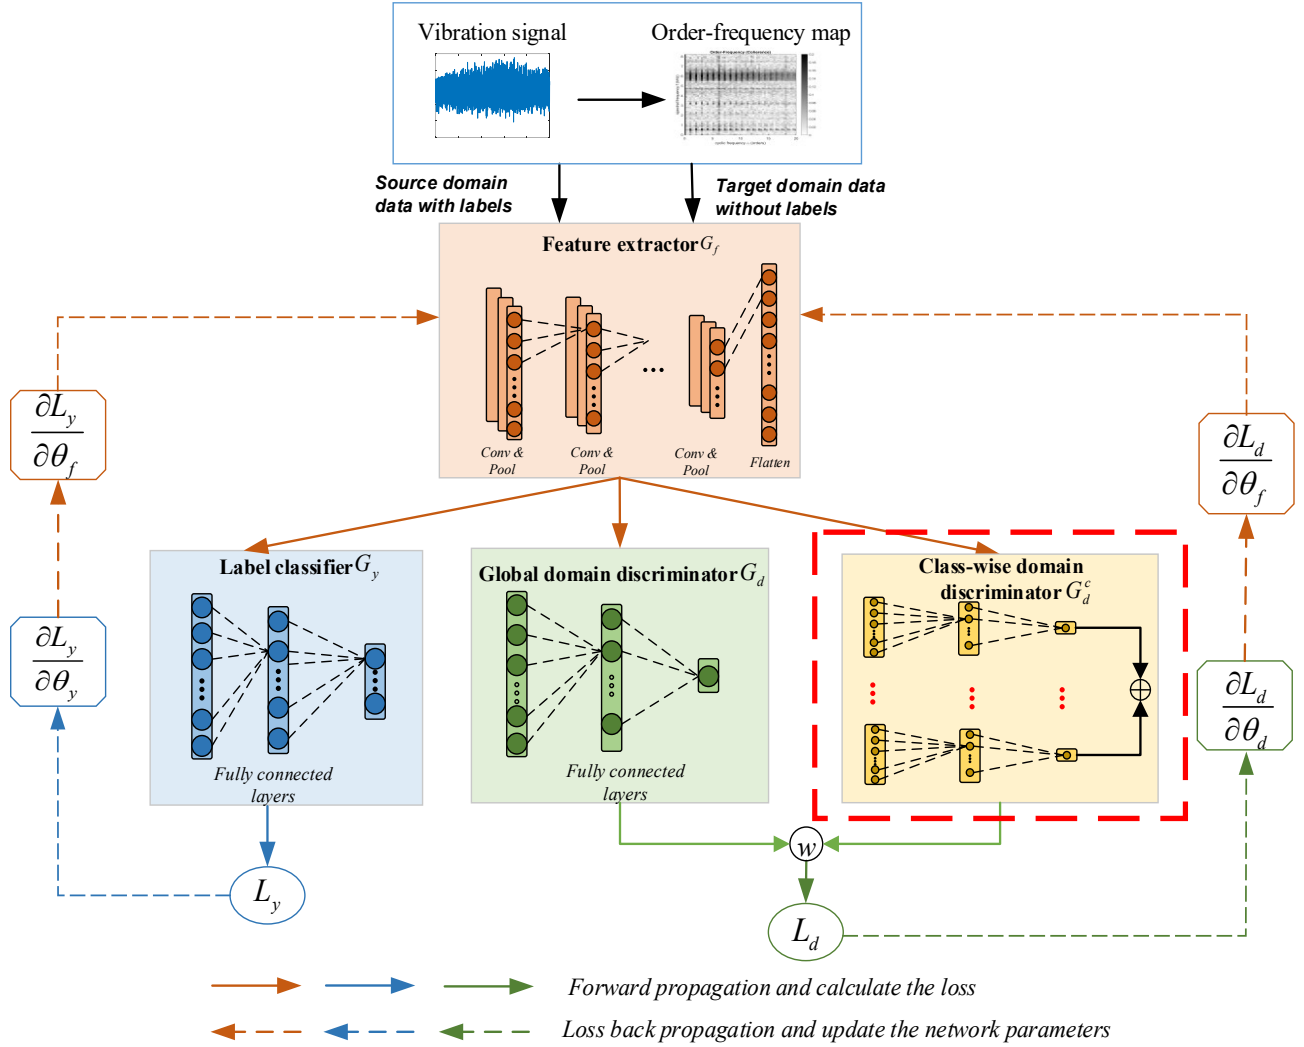 Vibration signal
Order-frequency map
Source domain
data with labels
Target domain data
without labels
Feature extractor G_f
...
Conv &
Pool
Conv &
Pool
Conv &
Pool
Flatten
∂L_y
∂θ_f
∂L_d
∂θ_f
Label classifier G_y
Fully connected
layers
Global domain discriminator G_d
Fully connected
layers
Class-wise domain
discriminator G_d^c
∂L_y
∂θ_y
∂L_d
∂θ_d
w
L_y
L_d
Forward propagation and calculate the loss
Loss back propagation and update the network parameters